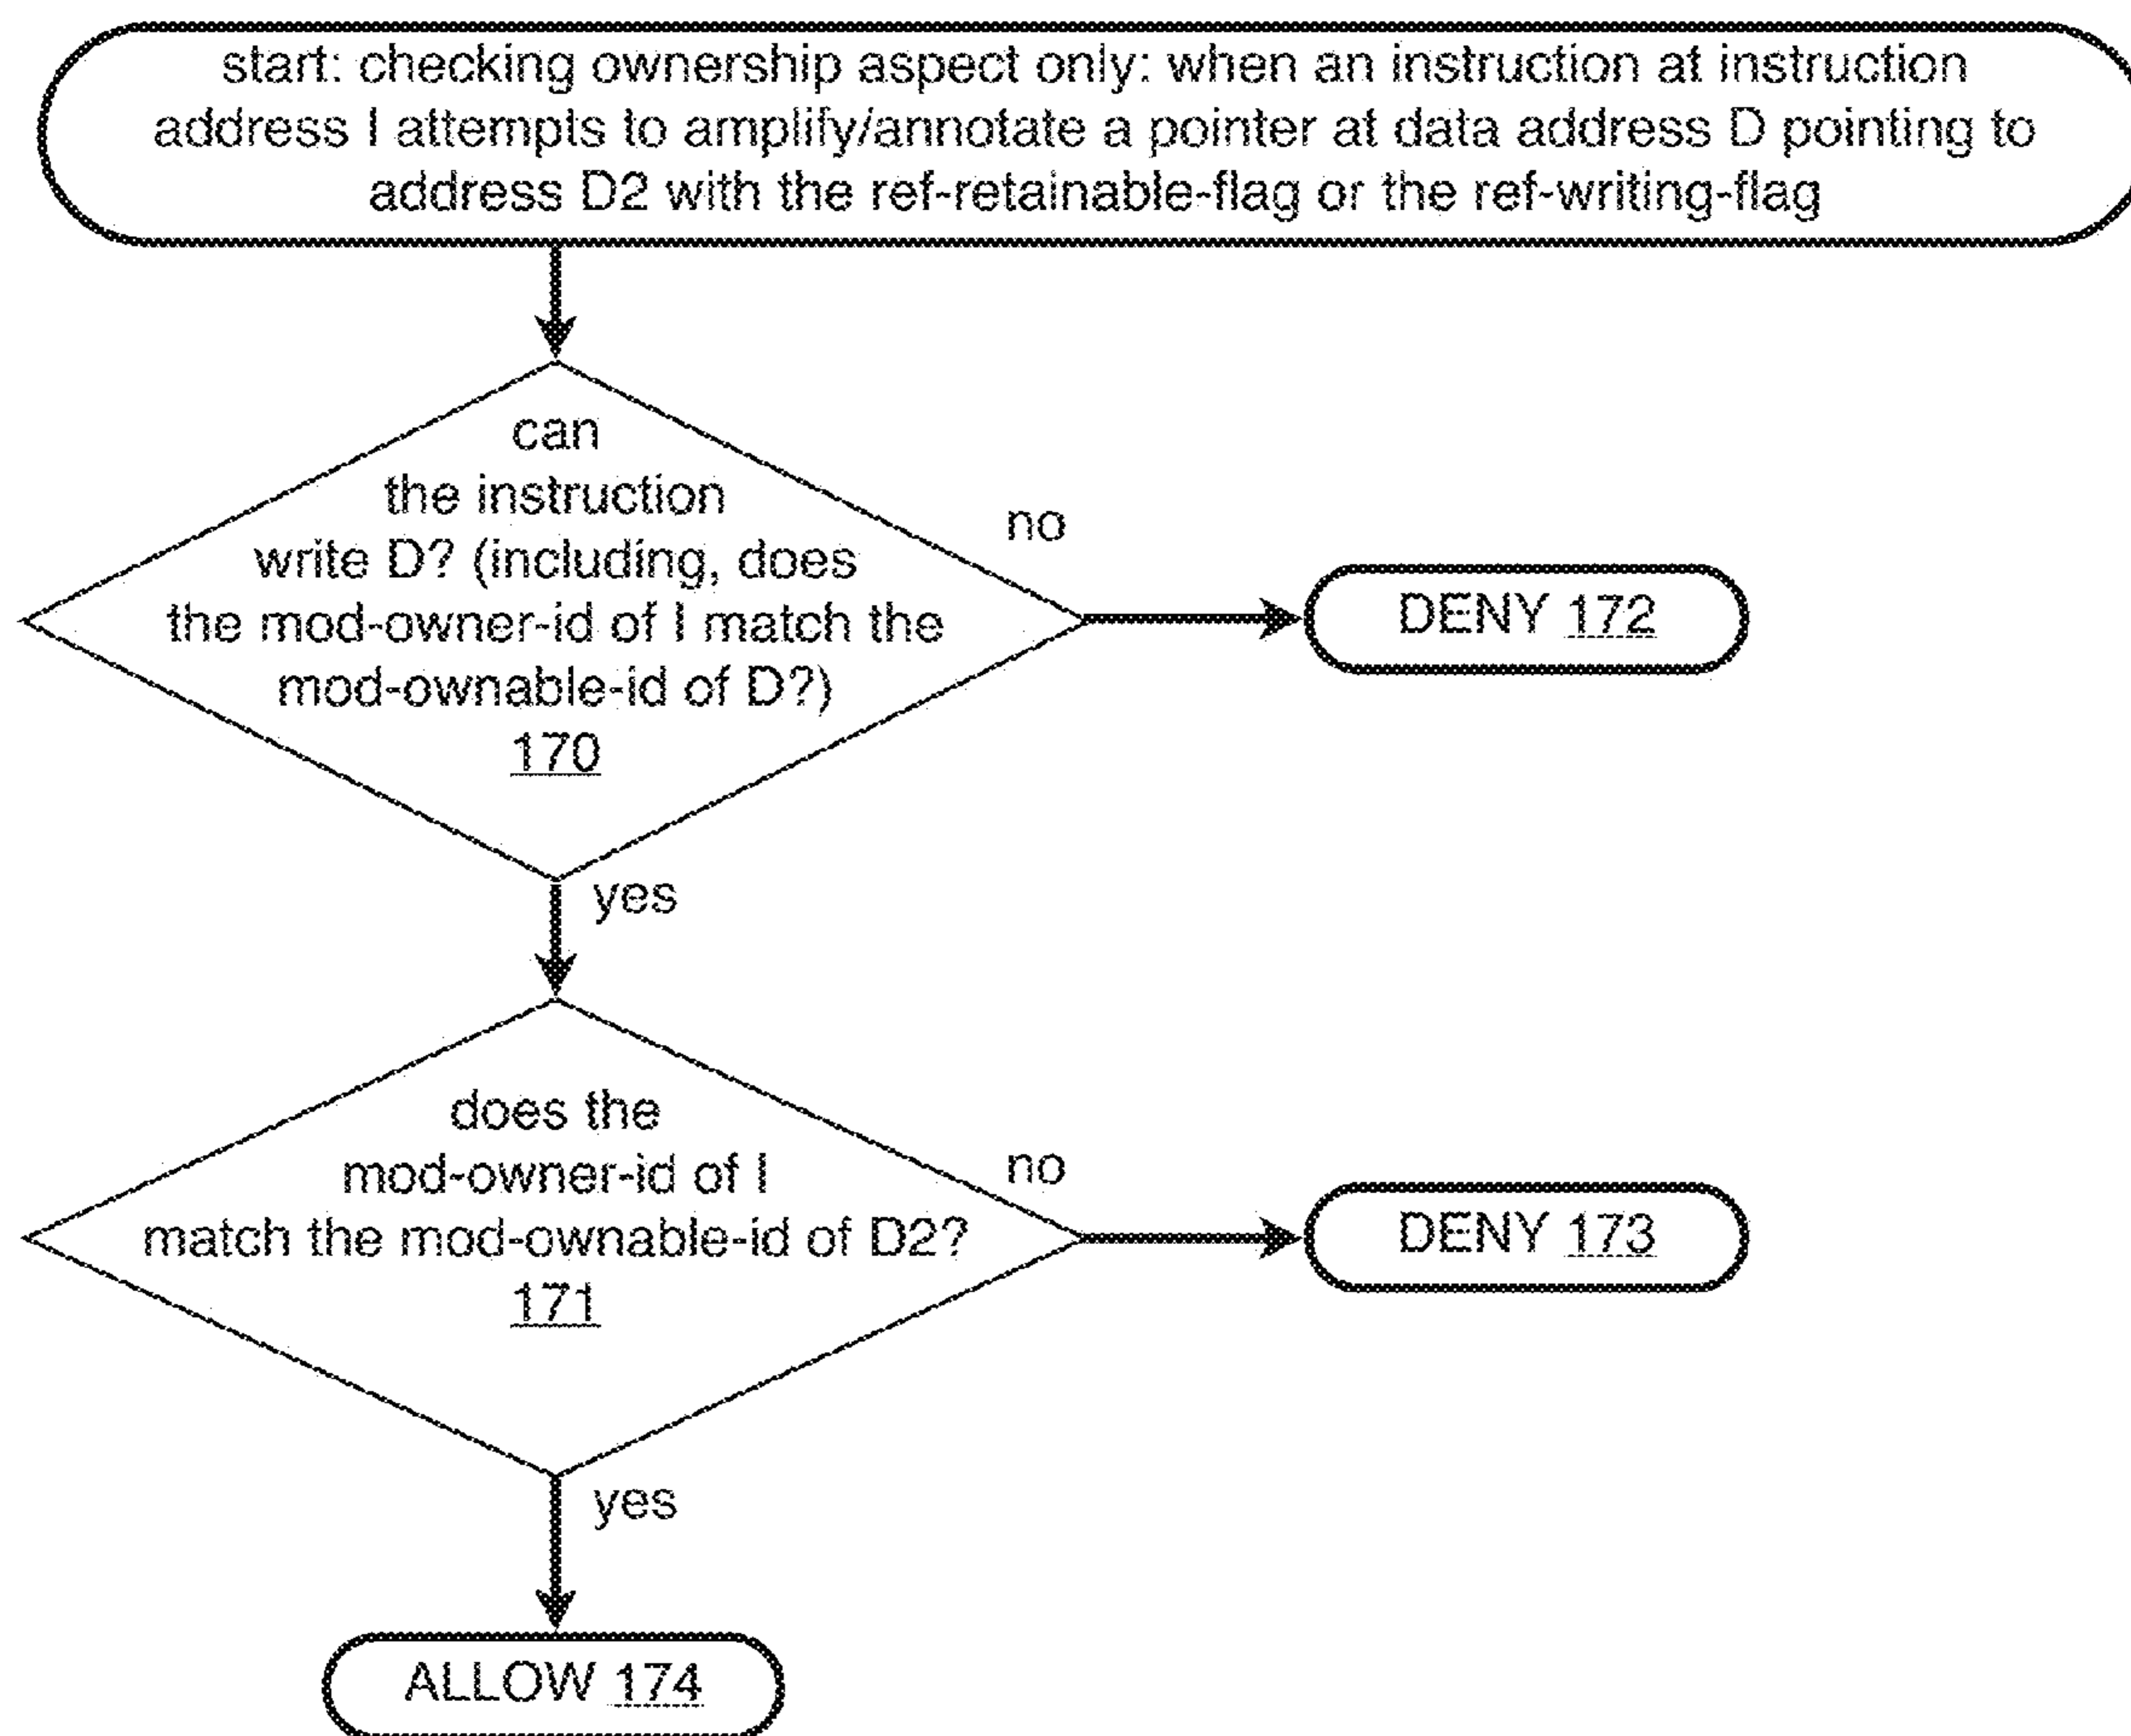 start: checking ownership aspect only: when an instruction at instruction
address I attempts to amplify/annotate a pointer at data address D pointing to
address D2 with the ref-retainable-flag or the ref-writing-flag
can
the instruction
write D? (including, does
the mod-owner-id of I match the
mod-ownable-id of D?)
170
no
DENY 172
yes
does the
mod-owner-id of I
match the mod-ownable-id of D2?
171
no
DENY 173
yes
ALLOW 174